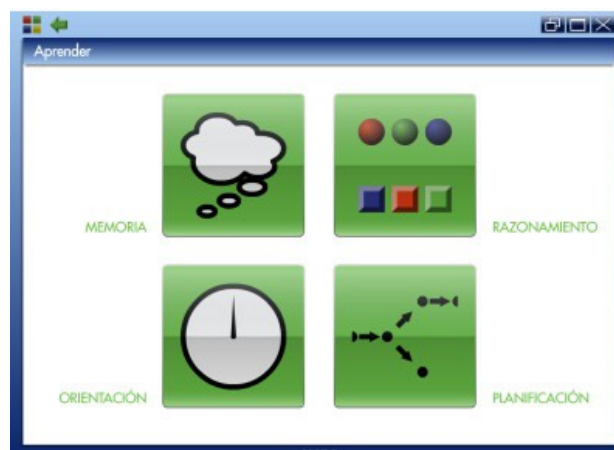 Aprender
MEMORIA
RAZONAMIENTO
ORIENTACIÓN
PLANIFICACIÓN